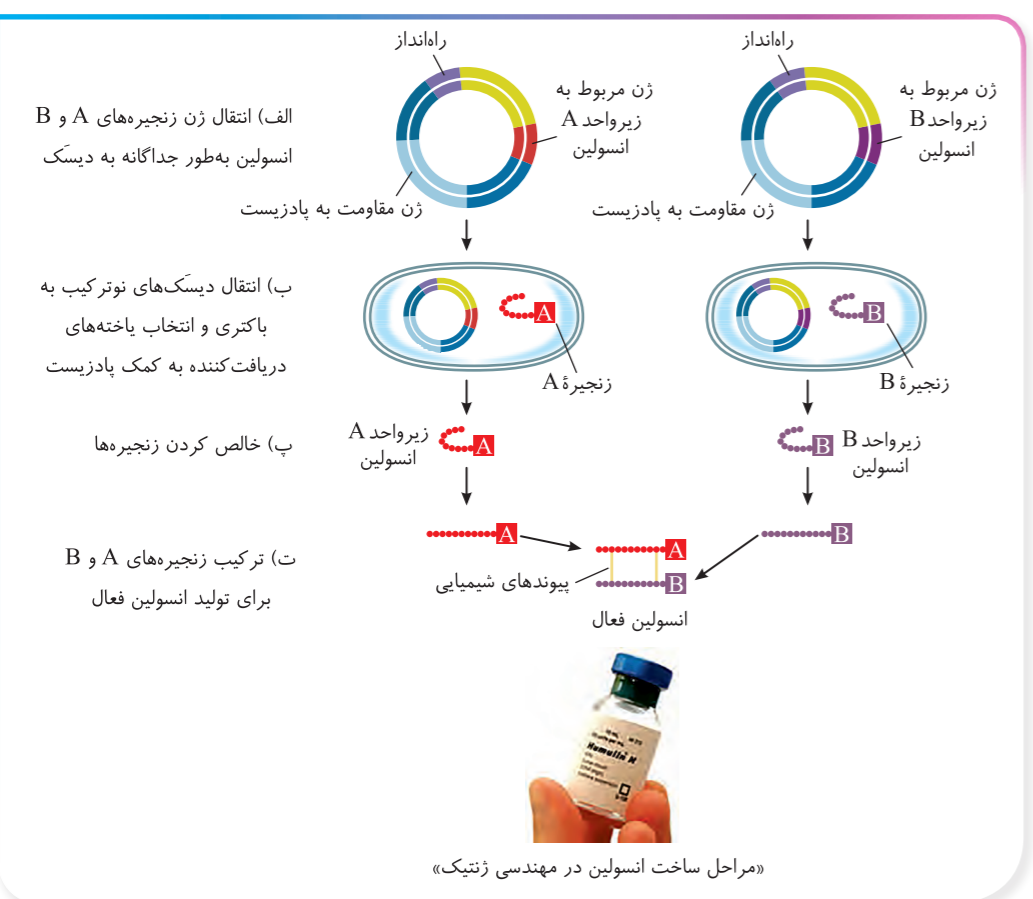 راه‌انداز
راه‌انداز
ژن مربوط به
زیرواحد B
انسولین
ژن مربوط به
زیرواحد A
انسولین
الف) انتقال ژن زنجیره‌های A و B
انسولین به‌طور جداگانه به دیسَک
ژن مقاومت به پادزیست
ژن مقاومت به پادزیست
ب) انتقال دیسَک‌های نوترکیب به
باکتری و انتخاب یاخته‌های
دریافت‌کننده به کمک پادزیست
B
A
زنجیرهٔ B
زنجیرهٔ A
پ) خالص کردن زنجیره‌ها
زیرواحد B
انسولین
B
زیرواحد A
انسولین
A
ت) ترکیب زنجیره‌های A و B
برای تولید انسولین فعال
B
A
A
B
پیوندهای شیمیایی
انسولین فعال
Humulin N
«مراحل ساخت انسولین در مهندسی ژنتیک»